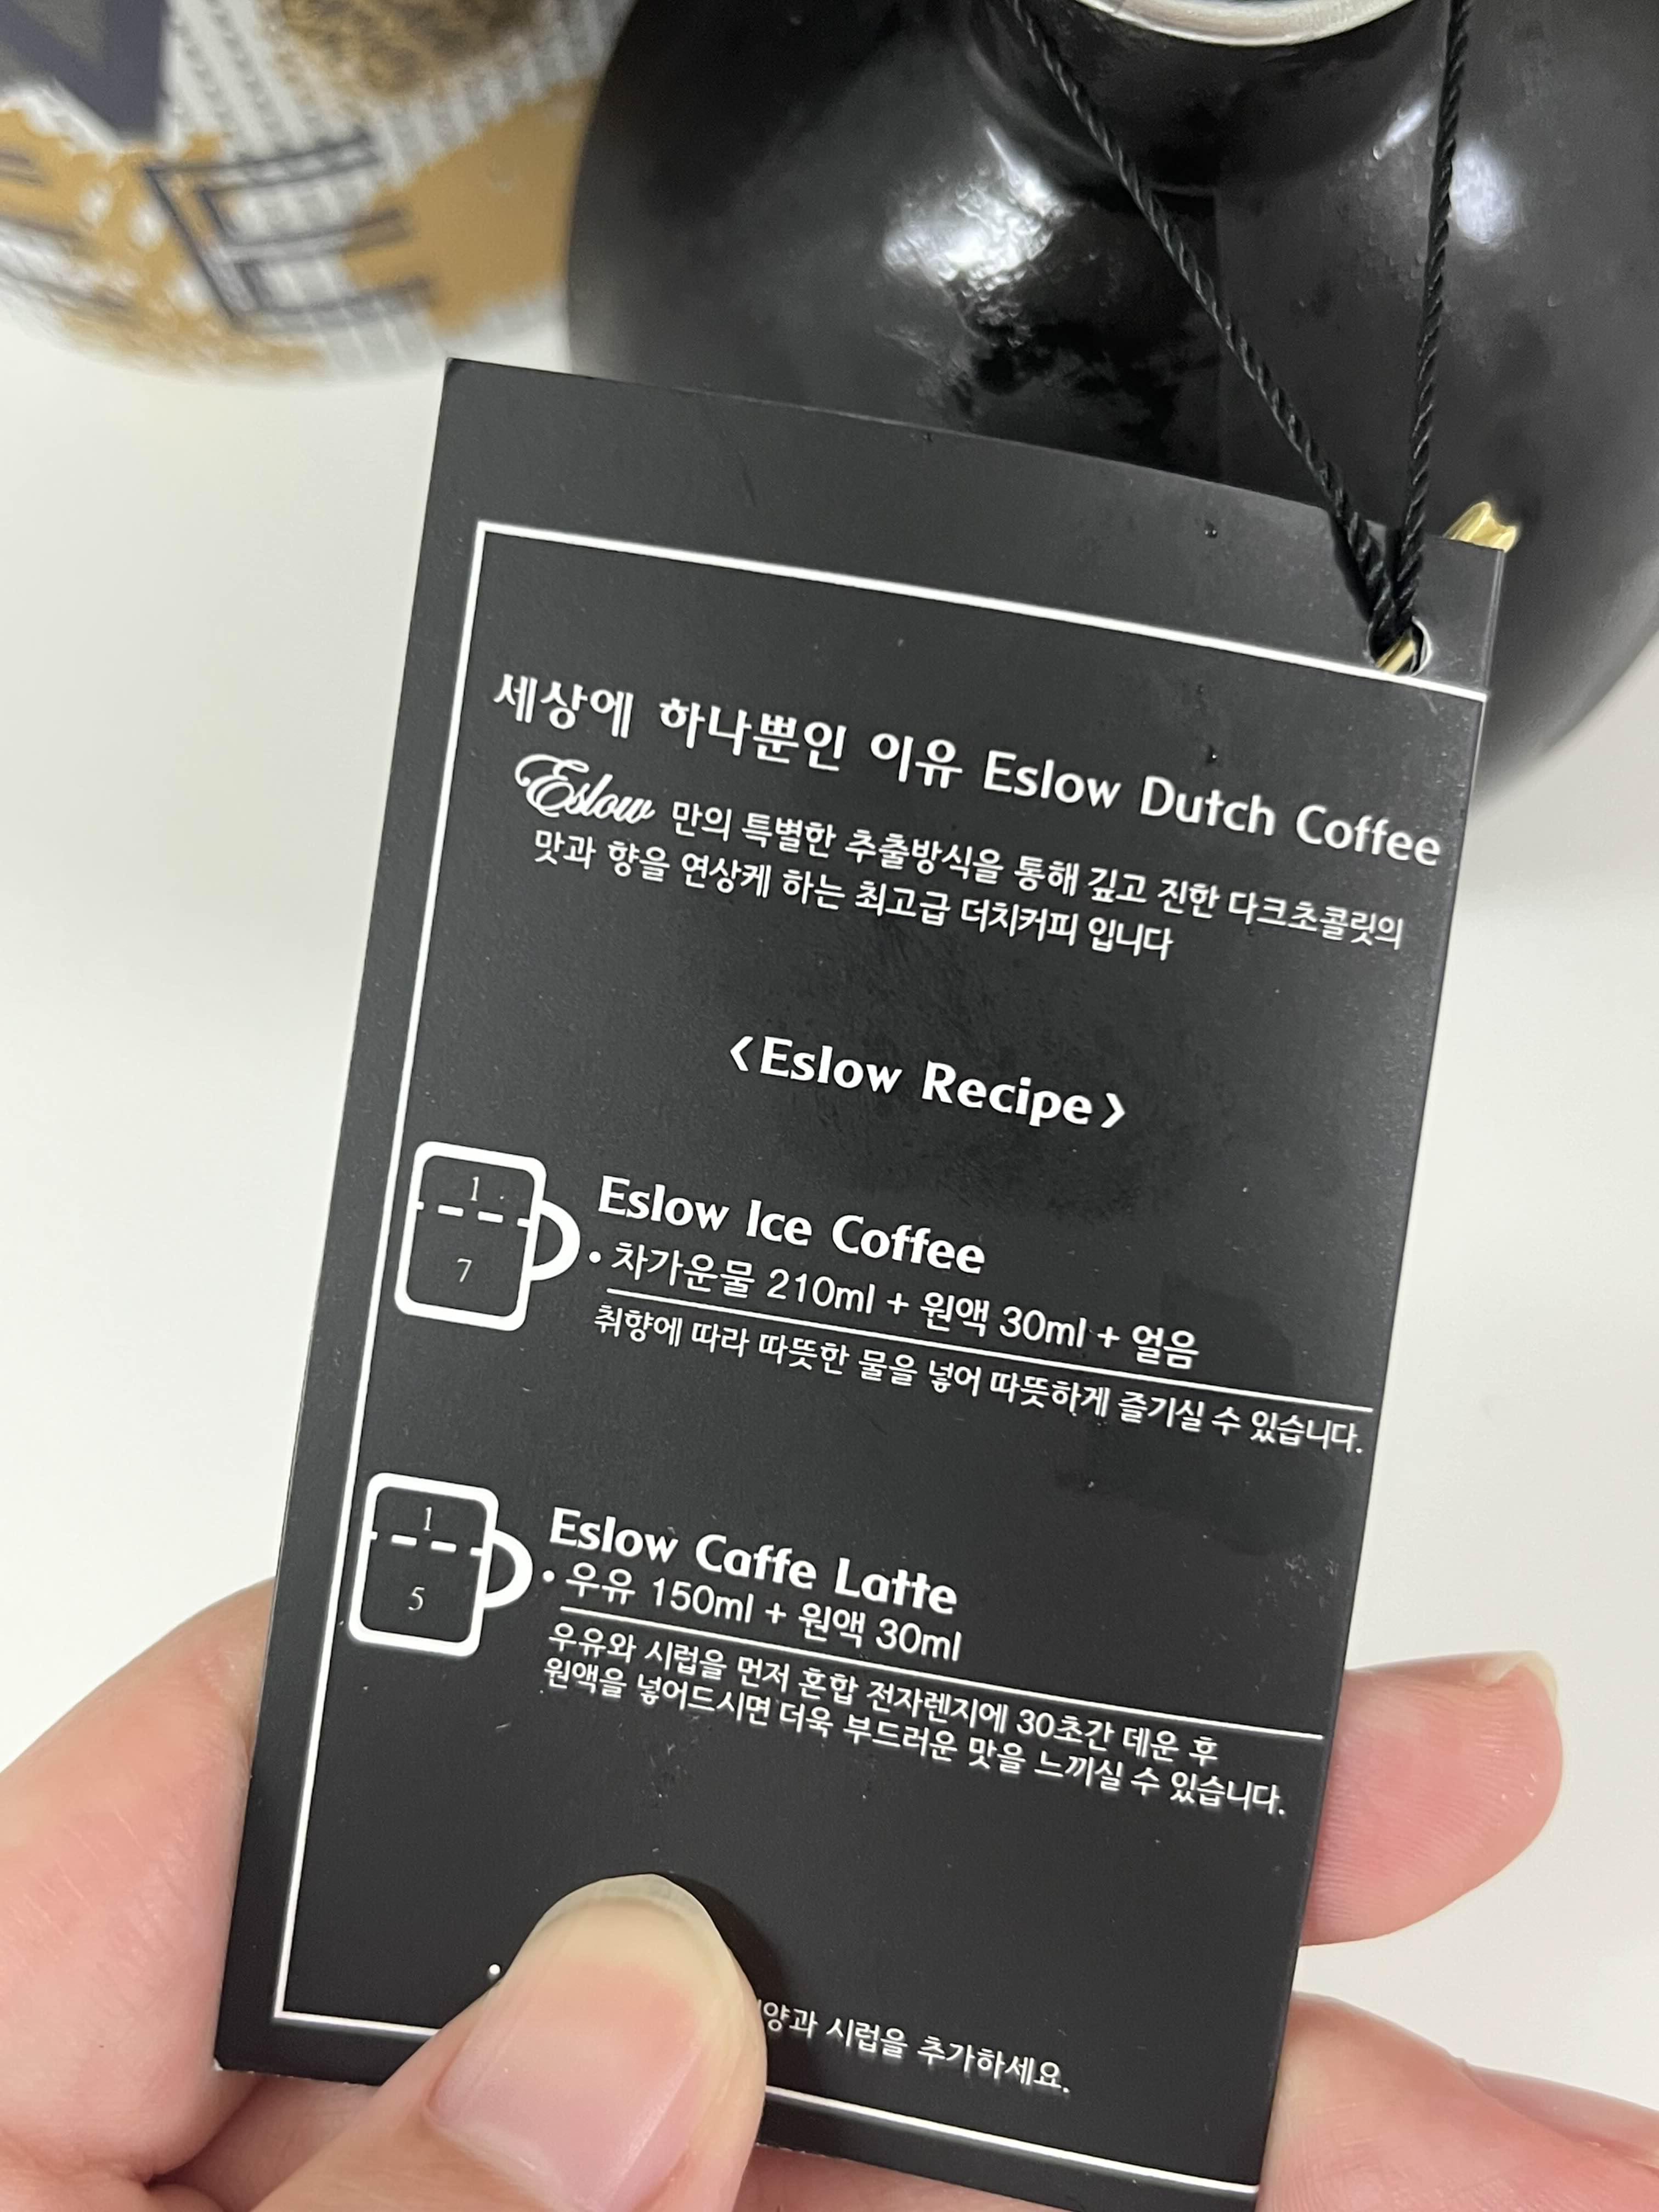 세상에 하나뿐인 이유 Eslow Dutch Coffee
Eslow 만의 특별한 추출방식을 통해 깊고 진한 다크초콜릿의
맛과 향을 연상케 하는 최고급 더치커피 입니다
<Eslow Recipe>
1
7
Eslow Ice Coffee
• 차가운물 210ml + 원액 30ml + 얼음
취향에 따라 따뜻한 물을 넣어 따뜻하게 즐기실 수 있습니다.
1
5
Eslow Caffe Latte
• 우유 150ml + 원액 30ml
우유와 시럽을 먼저 혼합 전자렌지에 30초간 데운 후
원액을 넣어드시면 더욱 부드러운 맛을 느끼실 수 있습니다.
시럽을 추가하세요.